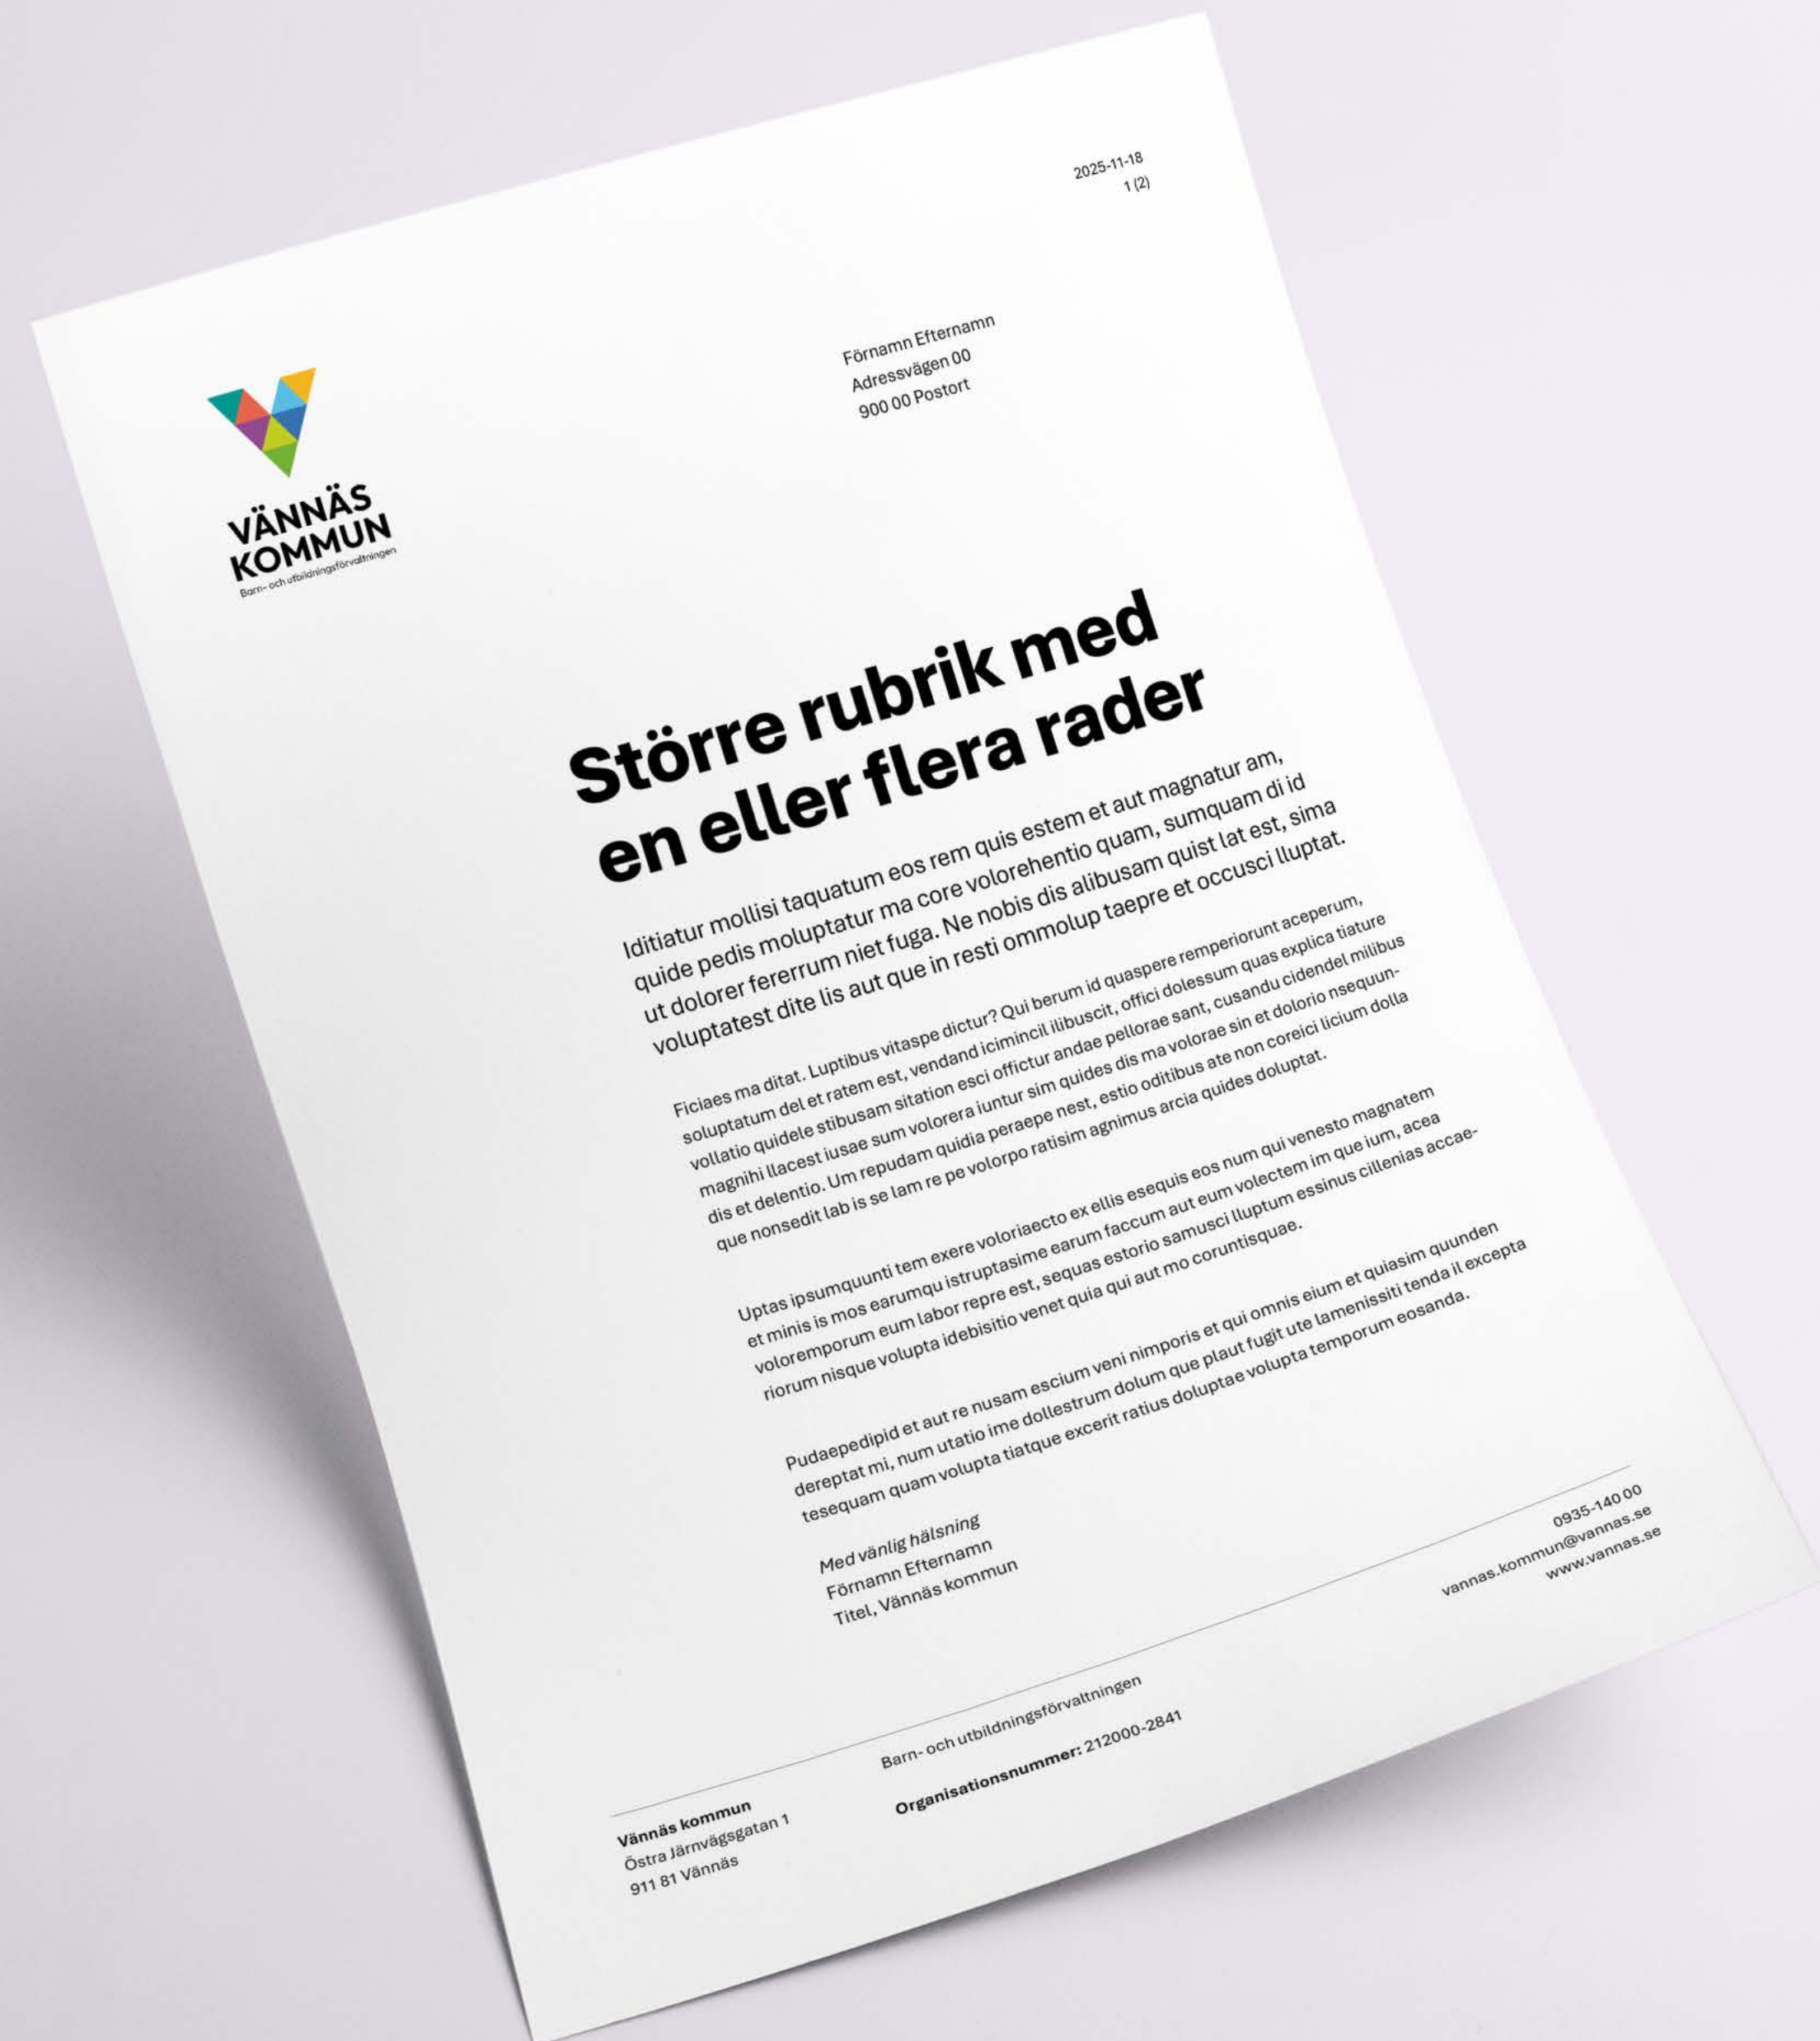 2025-11-18
1 (2)
Förnamn Efternamn
Adressvägen 00
900 00 Postort
VÄNNÄS
KOMMUN
Barn- och utbildningsförvaltningen
Större rubrik med
en eller flera rader
Iditiatur mollisi taquatum eos rem quis estem et aut magnatur am,
quide pedis moluptatur ma core volorehentio quam, sumquam di id
ut dolorer fererrum niet fuga. Ne nobis dis alibusam quist lat est, sima
voluptatest dite lis aut que in resti ommolup taepre et occusci lluptat.
Ficiaes ma ditat. Luptibus vitaspe dictur? Qui berum id quaspere remperiorunt aceperum,
soluptatum del et ratem est, vendand icimincil ilibuscit, offici dolessum quas explica tiature
vollatio quidele stibusam sitation esci offictur andae pellorae sant, cusandu cidendel milibus
magnihi llacest iusae sum volorera iuntur sim quides dis ma volorae sin et dolorio nsequun-
dis et delentio. Um repudam quidia peraepe nest, estio oditibus ate non coreici licium dolla
que nonsedit lab is se lam re pe volorpo ratisim agnimus arcia quides doluptat.
Uptas ipsumquunti tem exere voloriaecto ex ellis esequis eos num qui venesto magnatem
et minis is mos earumqu istruptasime earum faccum aut eum volectem im que ium, acea
voloremporum eum labor repre est, sequas estorio samusci lluptum essinus cillenias accae-
riorum nisque volupta idebisitio venet quia qui aut mo coruntisquae.
Pudaepedipid et aut re nusam escium veni nimporis et qui omnis eium et quiasim quunden
dereptat mi, num utatio ime dollestrum dolum que plaut fugit ute lamenissiti tenda il excepta
tesequam quam volupta tiatque excerit ratius doluptae volupta temporum eosanda.
Med vänlig hälsning
Förnamn Efternamn
Titel, Vännäs kommun
Vännäs kommun
Östra Järnvägsgatan 1
911 81 Vännäs
Barn- och utbildningsförvaltningen
Organisationsnummer: 212000-2841
0935-140 00
vannas.kommun@vannas.se
www.vannas.se